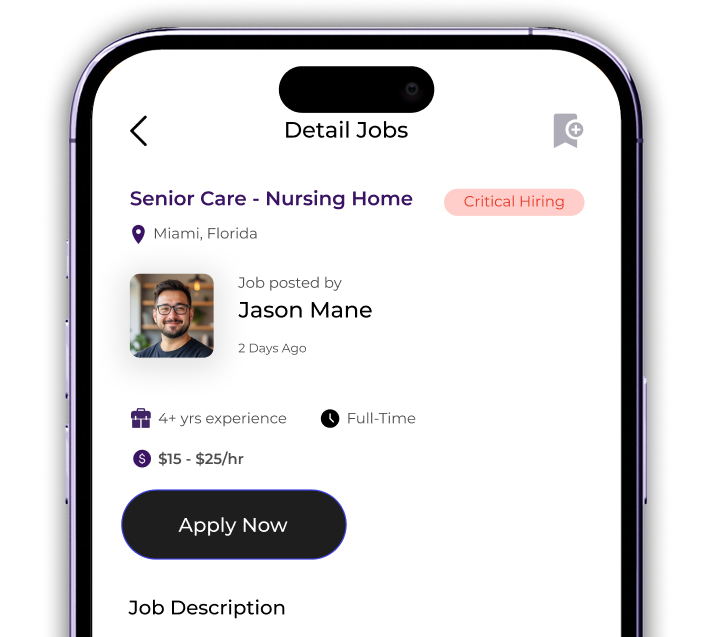 Detail Jobs
Senior Care - Nursing Home
Critical Hiring
Miami, Florida
Job posted by
Jason Mane
2 Days Ago
4+ yrs experience
Full-Time
$15 - $25/hr
Apply Now
Job Description